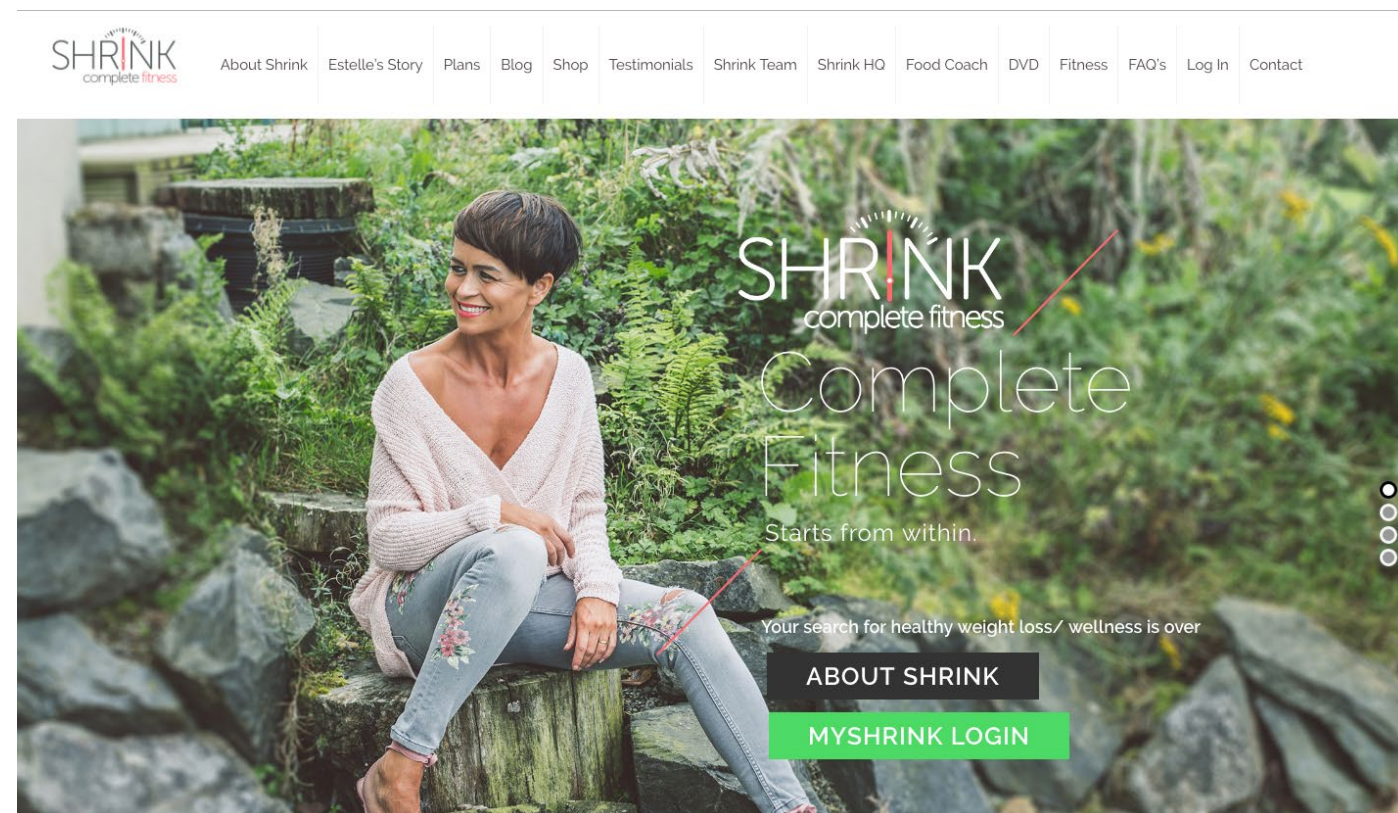 SHRINK
complete fitness
About Shrink
Estelle's Story
Plans
Blog
Shop
Testimonials
Shrink Team
Shrink HQ
Food Coach
DVD
Fitness
FAQ's
Log In
Contact
SHRINK
complete fitness
Complete
Fitness
Starts from within.
Your search for healthy weight loss/ wellness is over
ABOUT SHRINK
MYSHRINK LOGIN